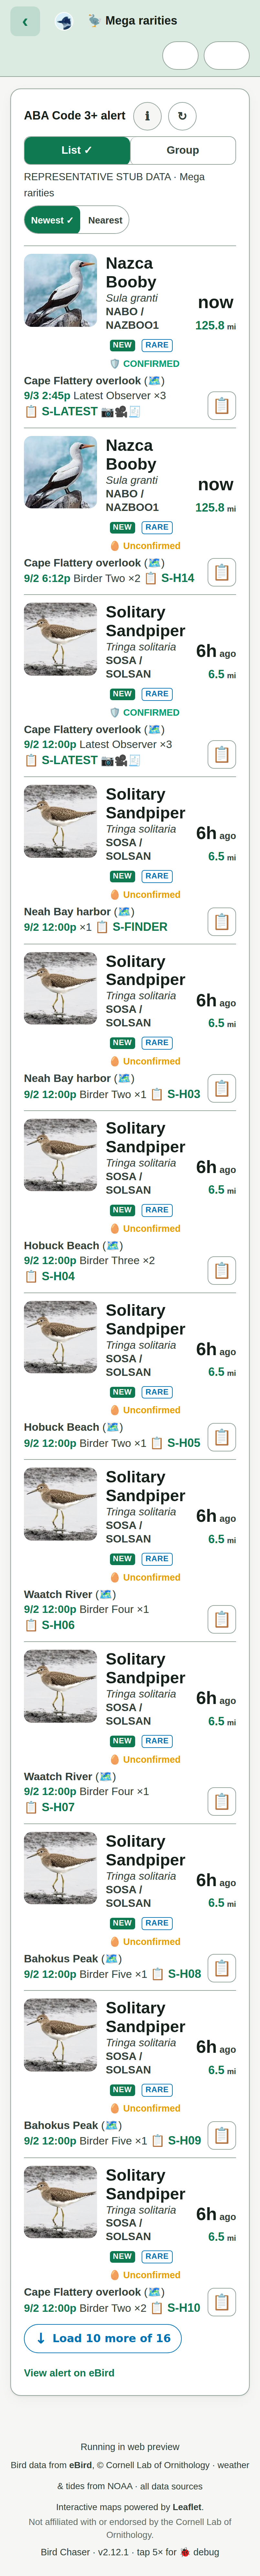 Mega rarities
ABA Code 3+ alert
List ✓
Group
REPRESENTATIVE STUB DATA · Mega
rarities
Newest ✓
Nearest
Nazca
Booby
Sula granti
NABO /
NAZBOO1
now
125.8 mi
NEW RARE
CONFIRMED
Cape Flattery overlook (🗺️)
9/3 2:45p Latest Observer ×3
📋 S-LATEST 📷🎥🧾
Nazca
Booby
Sula granti
NABO /
NAZBOO1
now
125.8 mi
NEW RARE
Unconfirmed
Cape Flattery overlook (🗺️)
9/2 6:12p Birder Two ×2 📋 S-H14
Solitary
Sandpiper
Tringa solitaria
SOSA /
SOLSAN
6h ago
6.5 mi
NEW RARE
CONFIRMED
Cape Flattery overlook (🗺️)
9/2 12:00p Latest Observer ×3
📋 S-LATEST 📷🎥🧾
Solitary
Sandpiper
Tringa solitaria
SOSA /
SOLSAN
6h ago
6.5 mi
NEW RARE
Unconfirmed
Neah Bay harbor (🗺️)
9/2 12:00p ×1 📋 S-FINDER
Solitary
Sandpiper
Tringa solitaria
SOSA /
SOLSAN
6h ago
6.5 mi
NEW RARE
Unconfirmed
Neah Bay harbor (🗺️)
9/2 12:00p Birder Two ×1 📋 S-H03
Solitary
Sandpiper
Tringa solitaria
SOSA /
SOLSAN
6h ago
6.5 mi
NEW RARE
Unconfirmed
Hobuck Beach (🗺️)
9/2 12:00p Birder Three ×2
📋 S-H04
Solitary
Sandpiper
Tringa solitaria
SOSA /
SOLSAN
6h ago
6.5 mi
NEW RARE
Unconfirmed
Hobuck Beach (🗺️)
9/2 12:00p Birder Two ×1 📋 S-H05
Solitary
Sandpiper
Tringa solitaria
SOSA /
SOLSAN
6h ago
6.5 mi
NEW RARE
Unconfirmed
Waatch River (🗺️)
9/2 12:00p Birder Four ×1
📋 S-H06
Solitary
Sandpiper
Tringa solitaria
SOSA /
SOLSAN
6h ago
6.5 mi
NEW RARE
Unconfirmed
Waatch River (🗺️)
9/2 12:00p Birder Four ×1
📋 S-H07
Solitary
Sandpiper
Tringa solitaria
SOSA /
SOLSAN
6h ago
6.5 mi
NEW RARE
Unconfirmed
Bahokus Peak (🗺️)
9/2 12:00p Birder Five ×1 📋 S-H08
Solitary
Sandpiper
Tringa solitaria
SOSA /
SOLSAN
6h ago
6.5 mi
NEW RARE
Unconfirmed
Bahokus Peak (🗺️)
9/2 12:00p Birder Five ×1 📋 S-H09
Solitary
Sandpiper
Tringa solitaria
SOSA /
SOLSAN
6h ago
6.5 mi
NEW RARE
Unconfirmed
Cape Flattery overlook (🗺️)
9/2 12:00p Birder Two ×2 📋 S-H10
↓ Load 10 more of 16
View alert on eBird
Running in web preview
Bird data from eBird, © Cornell Lab of Ornithology · weather
& tides from NOAA · all data sources
Interactive maps powered by Leaflet.
Not affiliated with or endorsed by the Cornell Lab of
Ornithology.
Bird Chaser · v2.12.1 · tap 5× for 🐞 debug